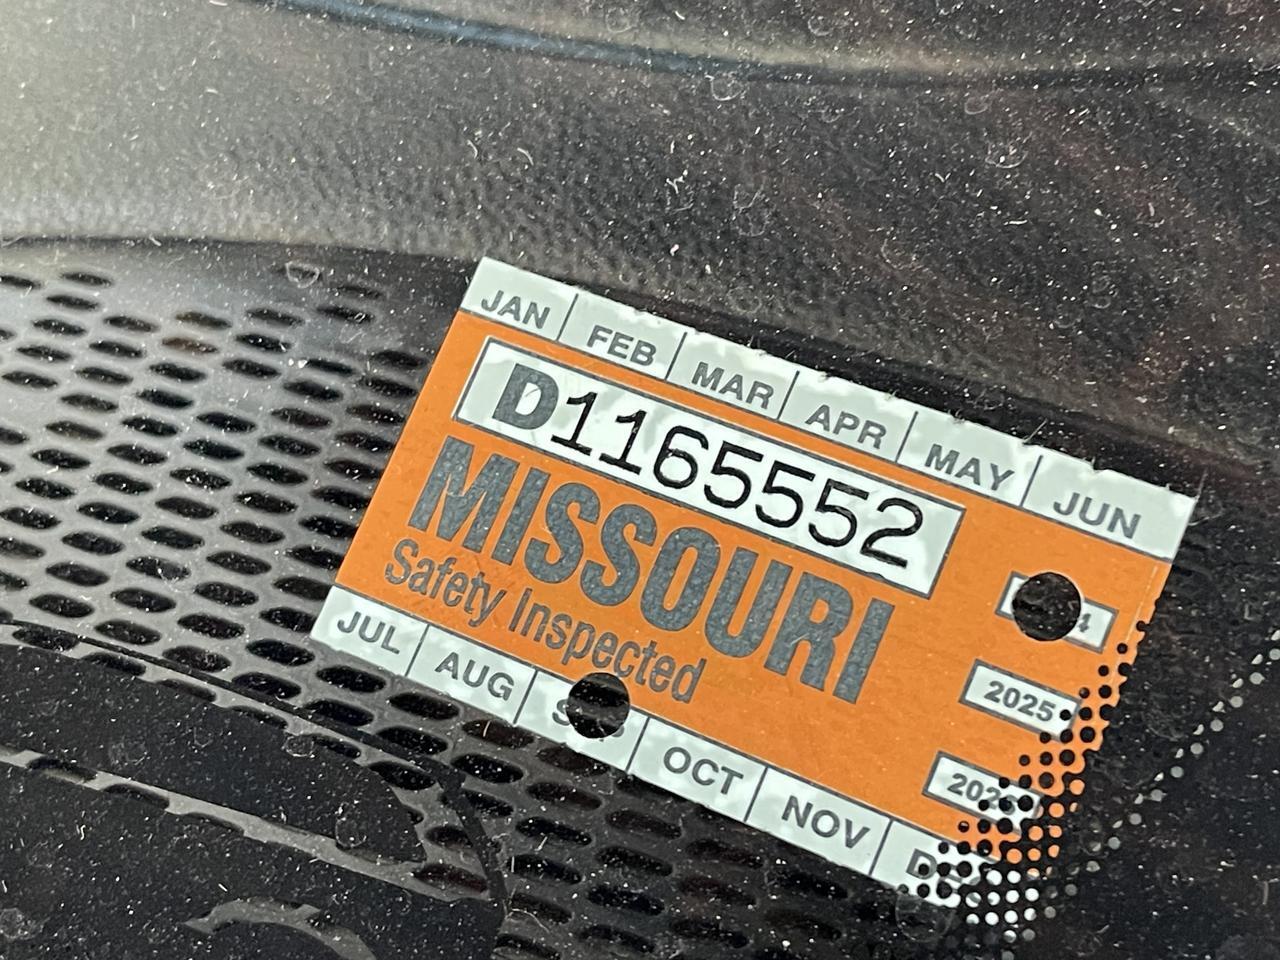 JAN FEB MAR APR MAY JUN
D1165552
MISSOURI
Safety Inspected
2025
JUL AUG OCT NOV